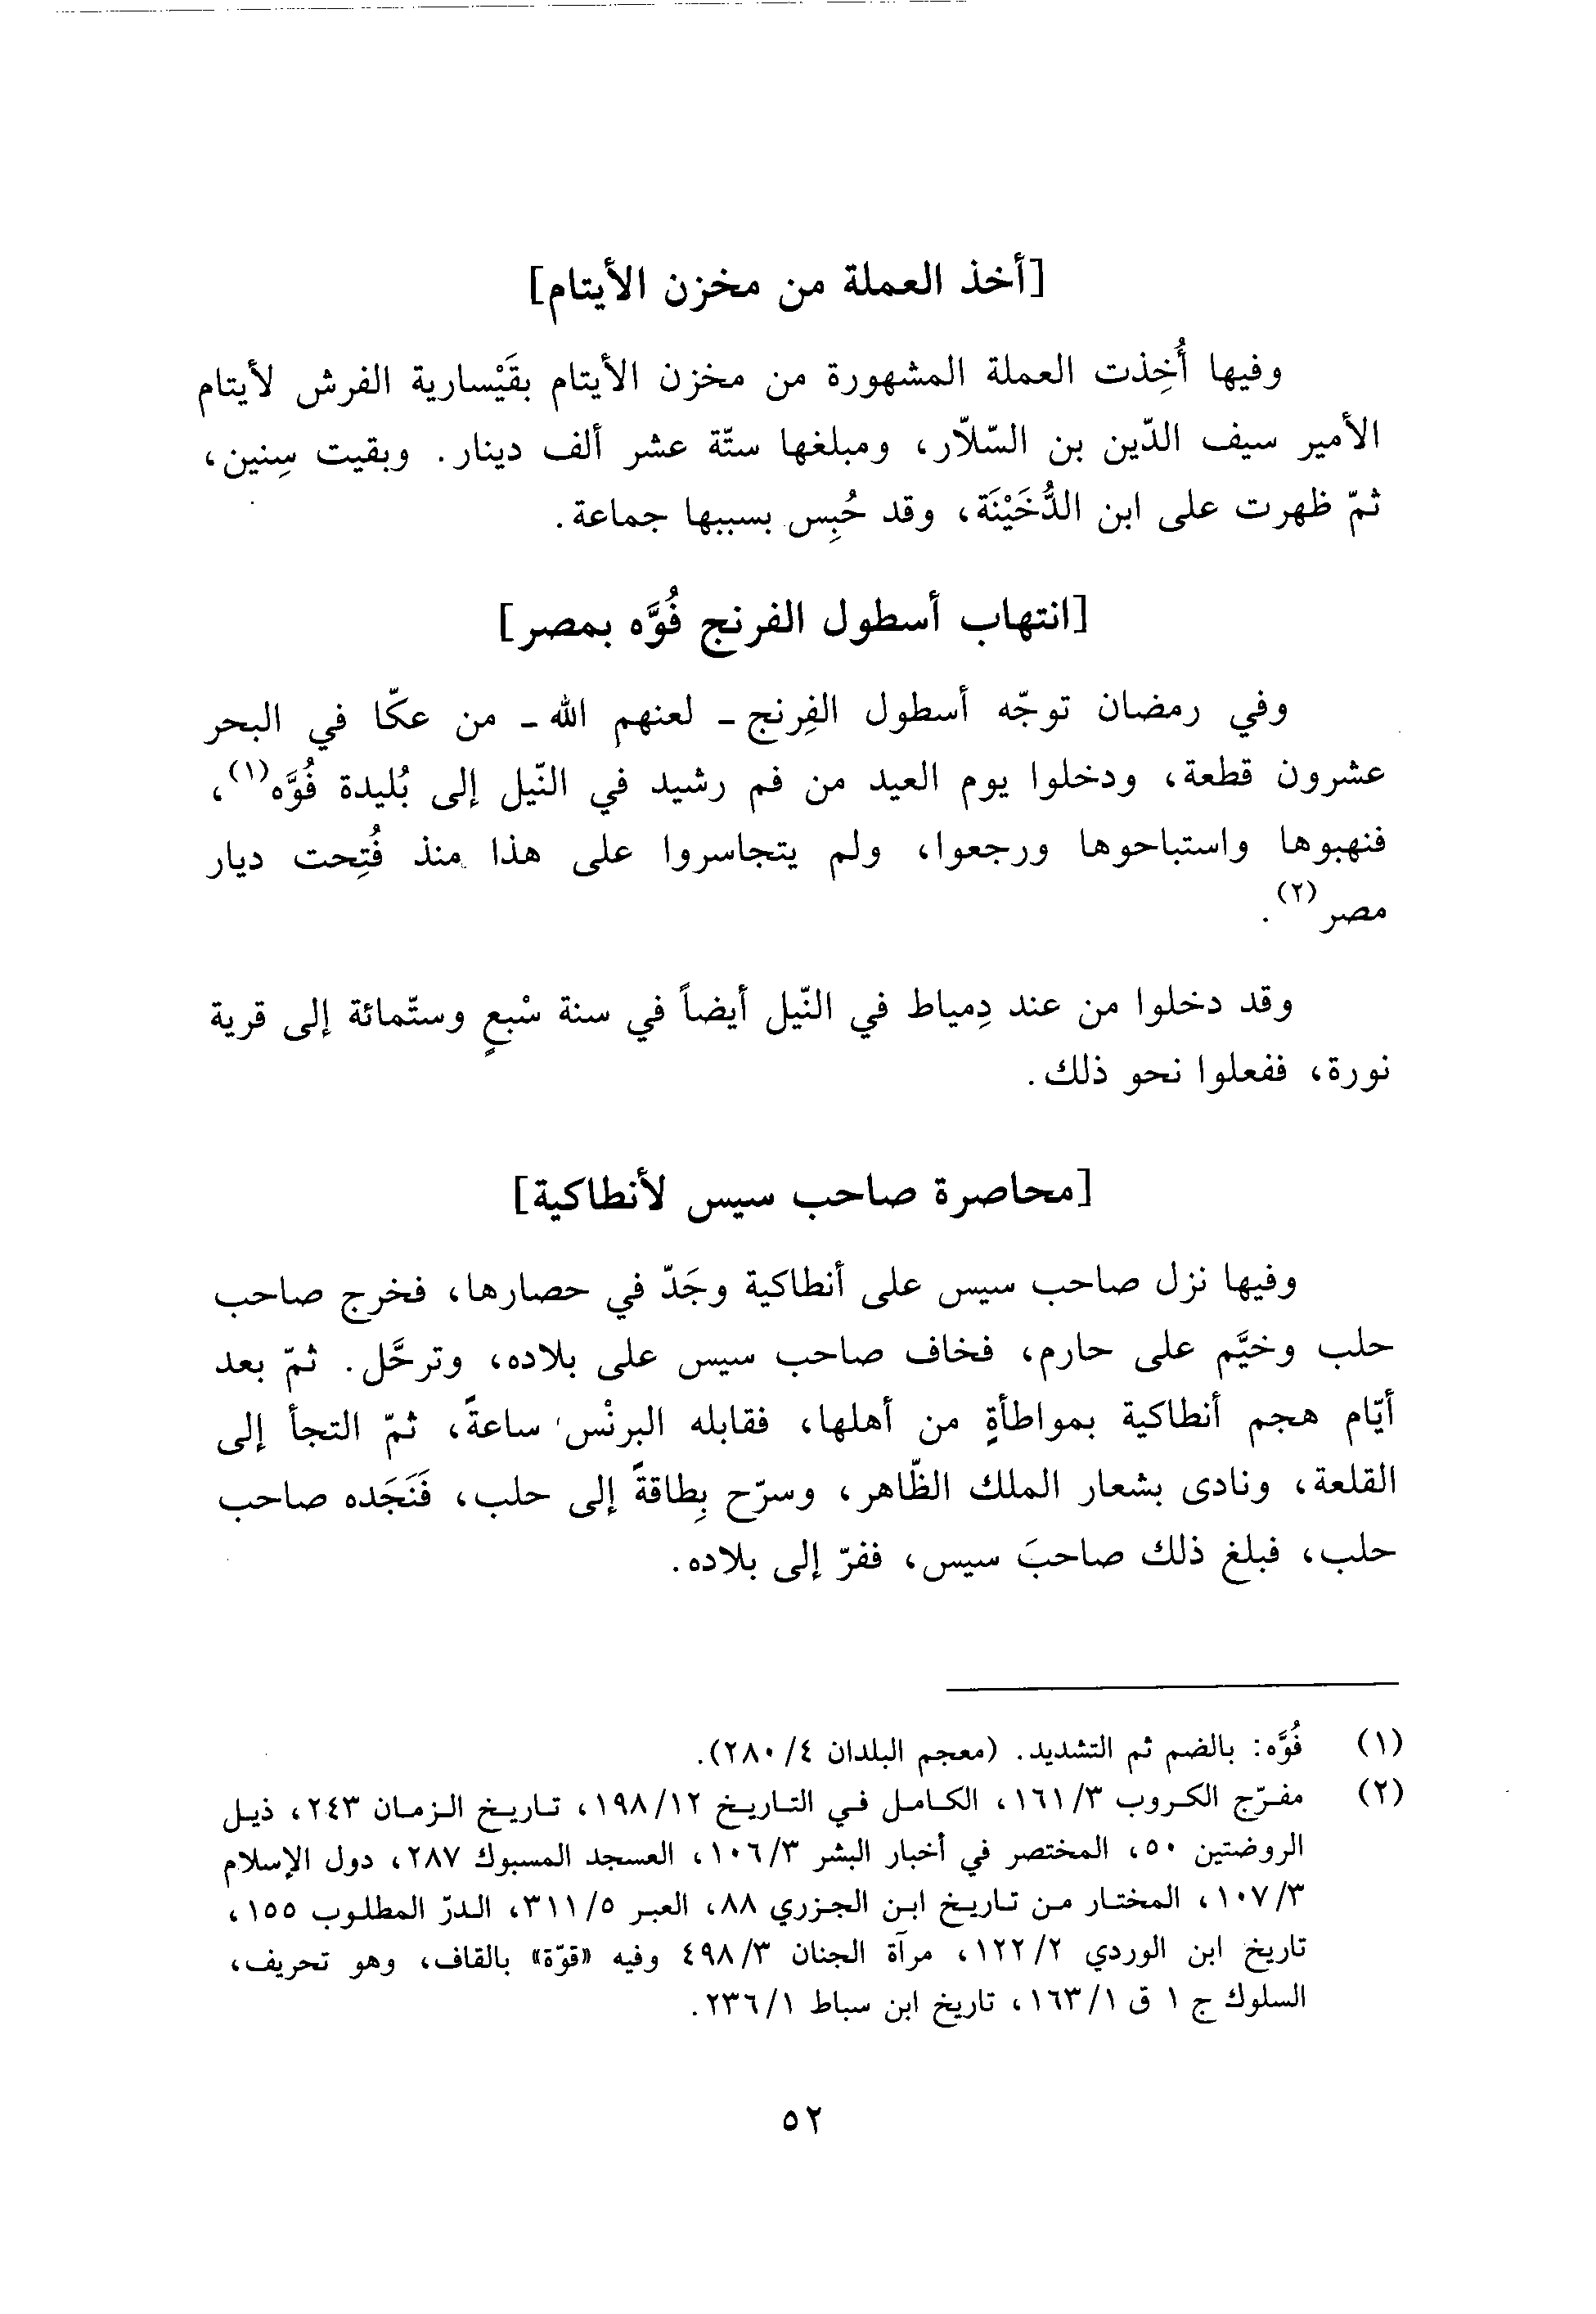 [أخذ العملة من مخزن الأيتام]
وفيها أُخِذت العملة المشهورة من مخزن الأيتام بقَيْسارية الفرش لأيتام
الأمير سيف الدّين بن السّلاّر، ومبلغها ستّة عشر ألف دينار. وبقيت سِنين،
ثمّ ظهرت على ابن الدُّخَيْنَة، وقد حُبِس بسببها جماعة.
[انتهاب أسطول الفرنج فُوَّه بمصر]
وفي رمضان توجّه أسطول الفِرنج - لعنهم الله - من عكّا في البحر
عشرون قطعة، ودخلوا يوم العيد من فم رشيد في النّيل إلى بُليدة فُوَّه(١)،
فنهبوها واستباحوها ورجعوا، ولم يتجاسروا على هذا منذ فُتِحت ديار
مصر(٢).
وقد دخلوا من عند دِمياط في النّيل أيضاً في سنة سْبعٍ وستّمائة إلى قرية
نورة، ففعلوا نحو ذلك.
[محاصرة صاحب سيس لأنطاكية]
وفيها نزل صاحب سيس على أنطاكية وجَدّ في حصارها، فخرج صاحب
حلب وخيَّم على حارم، فخاف صاحب سيس على بلاده، وترحَّل. ثمّ بعد
أيّام هجم أنطاكية بمواطأةٍ من أهلها، فقابله البرنْس ساعةً، ثمّ التجأ إلى
القلعة، ونادى بشعار الملك الظّاهر، وسرّح بِطاقةً إلى حلب، فَنَجَده صاحب
حلب، فبلغ ذلك صاحبَ سيس، ففرّ إلى بلاده.
(١) فُوَّه: بالضم ثم التشديد. (معجم البلدان ٤/ ٢٨٠).
(٢) مفرّج الكروب ٣/ ١٦١، الكامل في التاريخ ١٢/ ١٩٨، تاريخ الزمان ٢٤٣، ذيل
الروضتين ٥٠، المختصر في أخبار البشر ٣/ ١٠٦، العسجد المسبوك ٢٨٧، دول الإسلام
٣/ ١٠٧، المختار من تاريخ ابن الجزري ٨٨، العبر ٥/ ٣١١، الدرّ المطلوب ١٥٥،
تاريخ ابن الوردي ٢/ ١٢٢، مرآة الجنان ٣/ ٤٩٨ وفيه «قوّة» بالقاف، وهو تحريف،
السلوك ج ١ ق ١/ ١٦٣، تاريخ ابن سباط ١/ ٢٣٦.
٥٢